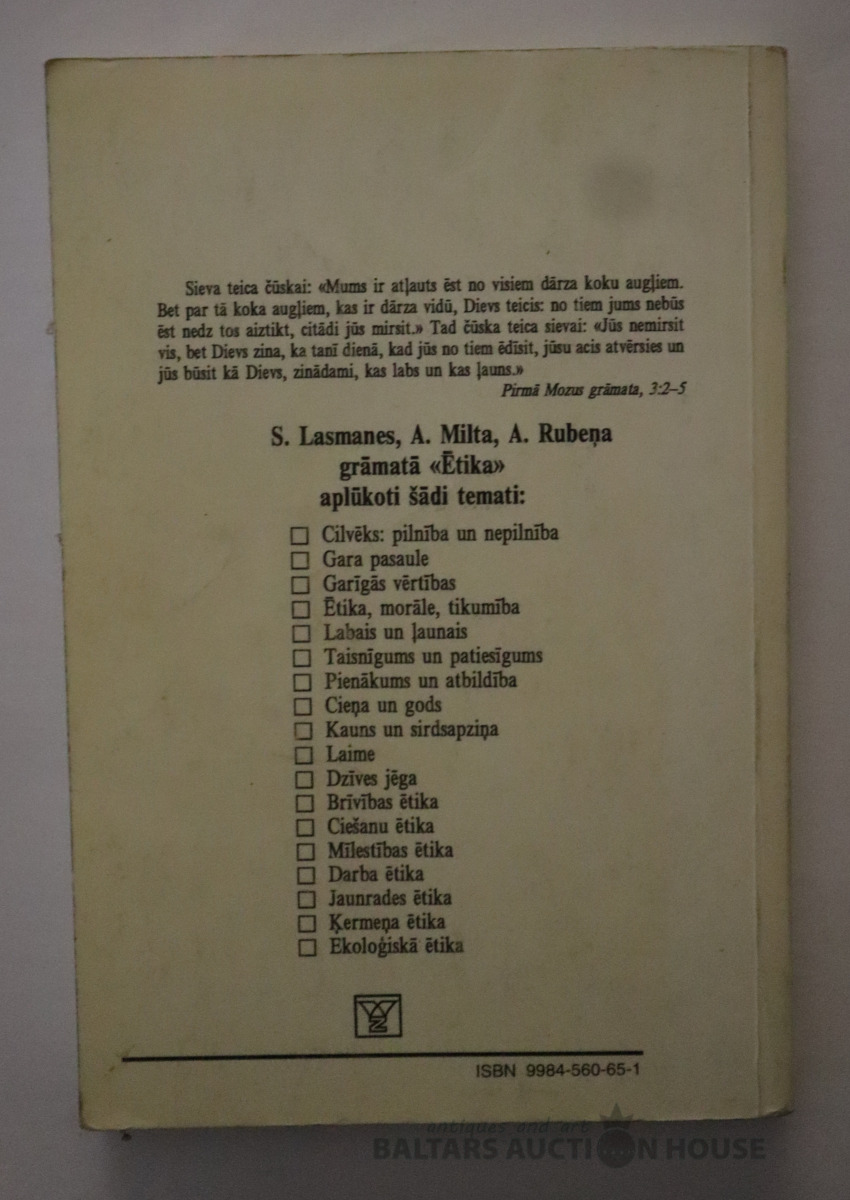 Sieva teica čūskai: «Mums ir atļauts ēst no visiem dārza koku augļiem.
Bet par tā koka augļiem, kas ir dārza vidū, Dievs teicis: no tiem jums nebūs
ēst nedz tos aiztikt, citādi jūs mirsit.» Tad čūska teica sievai: «Jūs nemirsit
vis, bet Dievs zina, ka tanī dienā, kad jūs no tiem ēdīsit, jūsu acis atvērsies un
jūs būsit kā Dievs, zinādami, kas labs un kas ļauns.»
Pirmā Mozus grāmata, 3:2–5
S. Lasmanes, A. Milta, A. Rubeņa
grāmatā «Ētika»
aplūkoti šādi temati:
Cilvēks: pilnība un nepilnība
Gara pasaule
Garīgās vērtības
Ētika, morāle, tikumība
Labais un ļaunais
Taisnīgums un patiesīgums
Pienākums un atbildība
Cieņa un gods
Kauns un sirdsapziņa
Laime
Dzīves jēga
Brīvības ētika
Ciešanu ētika
Mīlestības ētika
Darba ētika
Jaunrades ētika
Ķermeņa ētika
Ekoloģiskā ētika
ISBN 9984-560-65-1
antiques and art
BALTARS AUCTION HOUSE